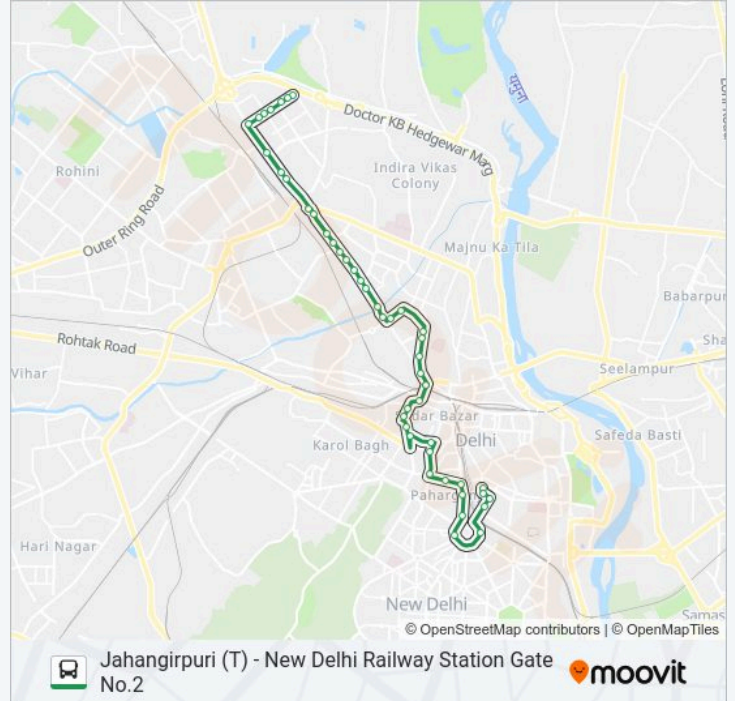 Doctor KB Hedgewar Marg
यमुना
Rohini
Indira Vikas
Colony
Outer Ring Road
Majnu Ka Tila
Babarpur
Rohtak Road
Seelampur
Vihar
Bazar
Karol Bagh
Delhi
Safeda Basti
Hari Nagar
New Delhi
© OpenStreetMap contributors | © OpenMapTiles
Jahangirpuri (T) - New Delhi Railway Station Gate
No.2
moovit